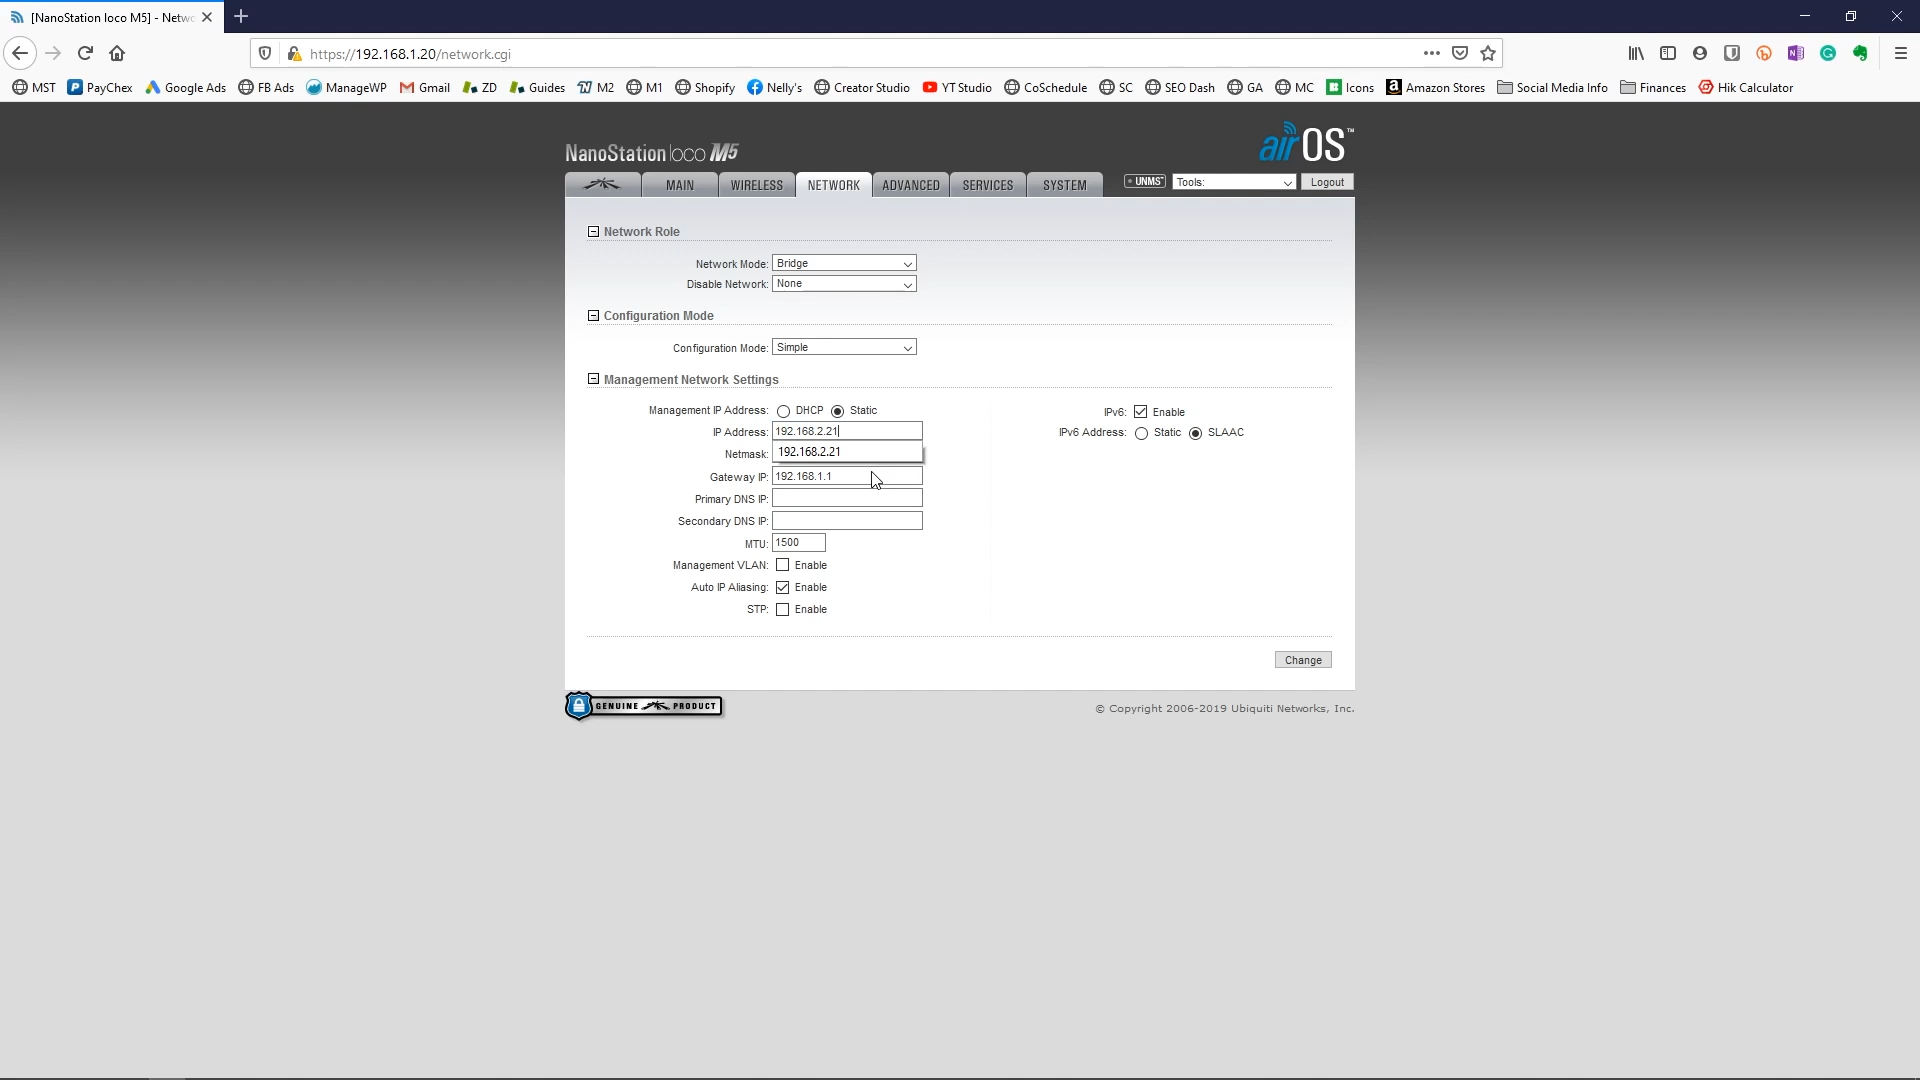 [NanoStation loco M5] - Netwo
https://192.168.1.20/network.cgi
MST PayChex Google Ads FB Ads ManageWP Gmail ZD Guides M2 M1 Shopify Nelly's Creator Studio YT Studio CoSchedule SC SEO Dash GA MC Icons Amazon Stores Social Media Info Finances Hik Calculator
NanoStation loco M5
airOS™
MAIN WIRELESS NETWORK ADVANCED SERVICES SYSTEM UNMS™ Tools: Logout
Network Role
Network Mode: Bridge
Disable Network: None
Configuration Mode
Configuration Mode: Simple
Management Network Settings
Management IP Address: DHCP Static
IPv6: Enable
IP Address: 192.168.2.21
IPv6 Address: Static SLAAC
Netmask: 192.168.2.21
Gateway IP: 192.168.1.1
Primary DNS IP:
Secondary DNS IP:
MTU: 1500
Management VLAN: Enable
Auto IP Aliasing: Enable
STP: Enable
Change
GENUINE PRODUCT
© Copyright 2006-2019 Ubiquiti Networks, Inc.